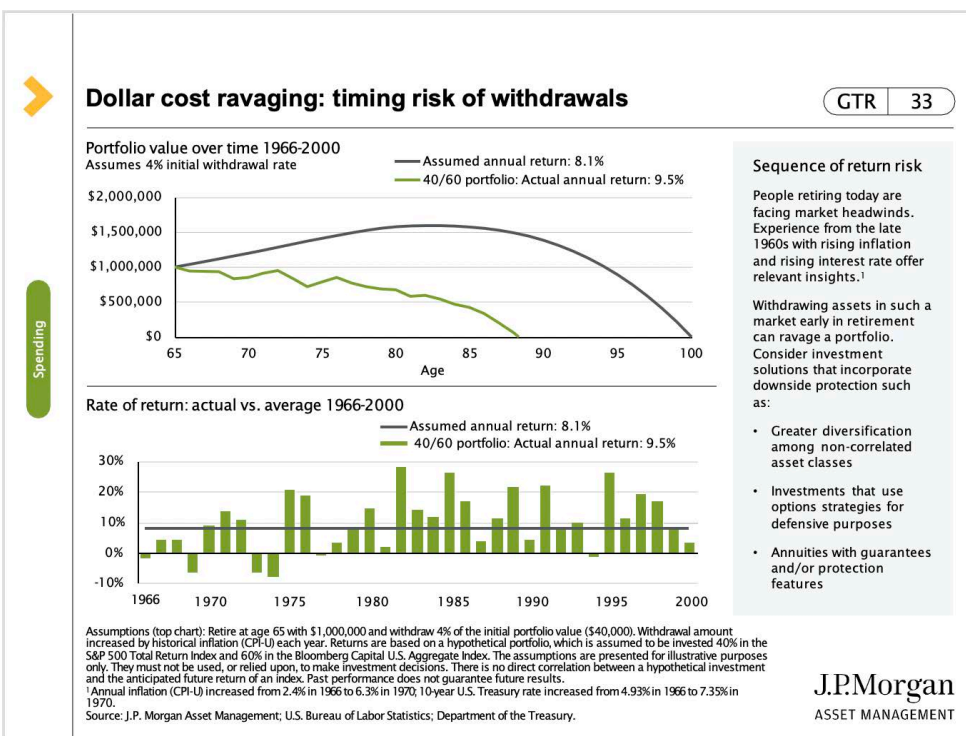 Dollar cost ravaging: timing risk of withdrawals
GTR 33
Spending
Portfolio value over time 1966-2000
Assumes 4% initial withdrawal rate
Assumed annual return: 8.1%
40/60 portfolio: Actual annual return: 9.5%
$2,000,000
$1,500,000
$1,000,000
$500,000
$0
65 70 75 80 85 90 95 100
Age
Rate of return: actual vs. average 1966-2000
Assumed annual return: 8.1%
40/60 portfolio: Actual annual return: 9.5%
30%
20%
10%
0%
-10%
1966 1970 1975 1980 1985 1990 1995 2000
Sequence of return risk
People retiring today are
facing market headwinds.
Experience from the late
1960s with rising inflation
and rising interest rate offer
relevant insights.¹
Withdrawing assets in such a
market early in retirement
can ravage a portfolio.
Consider investment
solutions that incorporate
downside protection such
as:
• Greater diversification
among non-correlated
asset classes
• Investments that use
options strategies for
defensive purposes
• Annuities with guarantees
and/or protection
features
Assumptions (top chart): Retire at age 65 with $1,000,000 and withdraw 4% of the initial portfolio value ($40,000). Withdrawal amount
increased by historical inflation (CPI-U) each year. Returns are based on a hypothetical portfolio, which is assumed to be invested 40% in the
S&P 500 Total Return Index and 60% in the Bloomberg Capital U.S. Aggregate Index. The assumptions are presented for illustrative purposes
only. They must not be used, or relied upon, to make investment decisions. There is no direct correlation between a hypothetical investment
and the anticipated future return of an index. Past performance does not guarantee future results.
¹ Annual inflation (CPI-U) increased from 2.4% in 1966 to 6.3% in 1970; 10-year U.S. Treasury rate increased from 4.93% in 1966 to 7.35% in
1970.
Source: J.P. Morgan Asset Management; U.S. Bureau of Labor Statistics; Department of the Treasury.
J.P.Morgan
ASSET MANAGEMENT